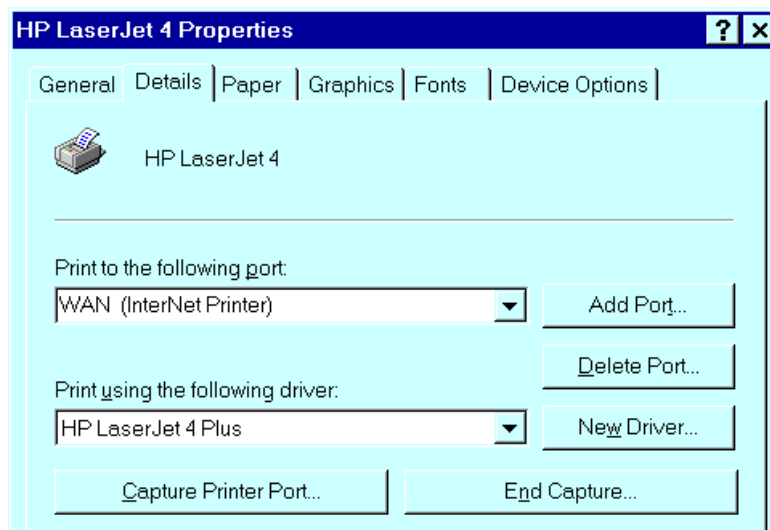 HP LaserJet 4 Properties
? ×
General Details Paper Graphics Fonts Device Options
HP LaserJet 4
Print to the following port:
WAN (InterNet Printer)
Add Port...
Delete Port...
Print using the following driver:
HP LaserJet 4 Plus
New Driver...
Capture Printer Port... End Capture...